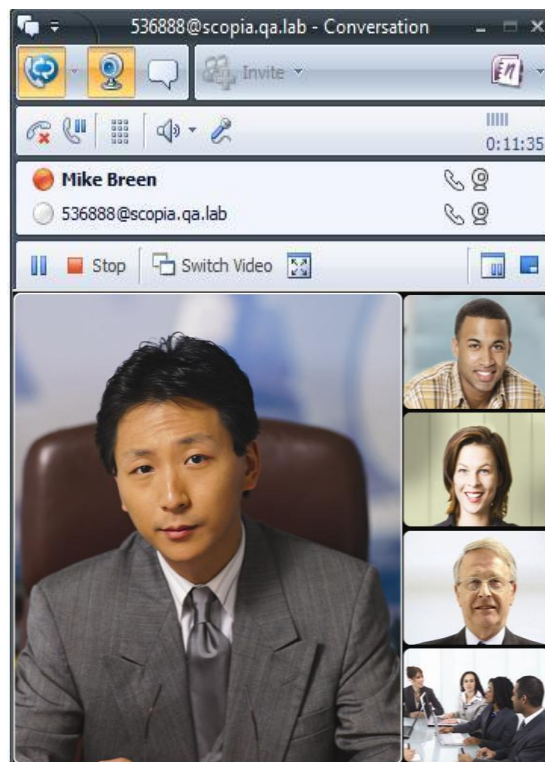 536888@scopia.qa.lab - Conversation
Invite
0:11:35
Mike Breen
536888@scopia.qa.lab
Stop
Switch Video